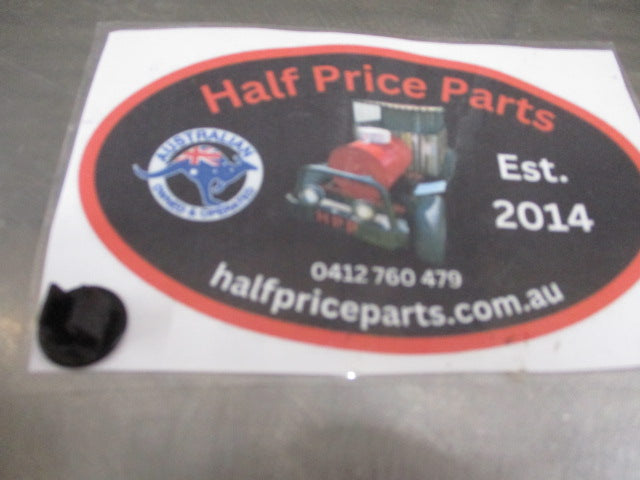 Half Price Parts
AUSTRALIAN
OWNED & OPERATED
Est.
2014
HPP
0412 760 479
halfpriceparts.com.au